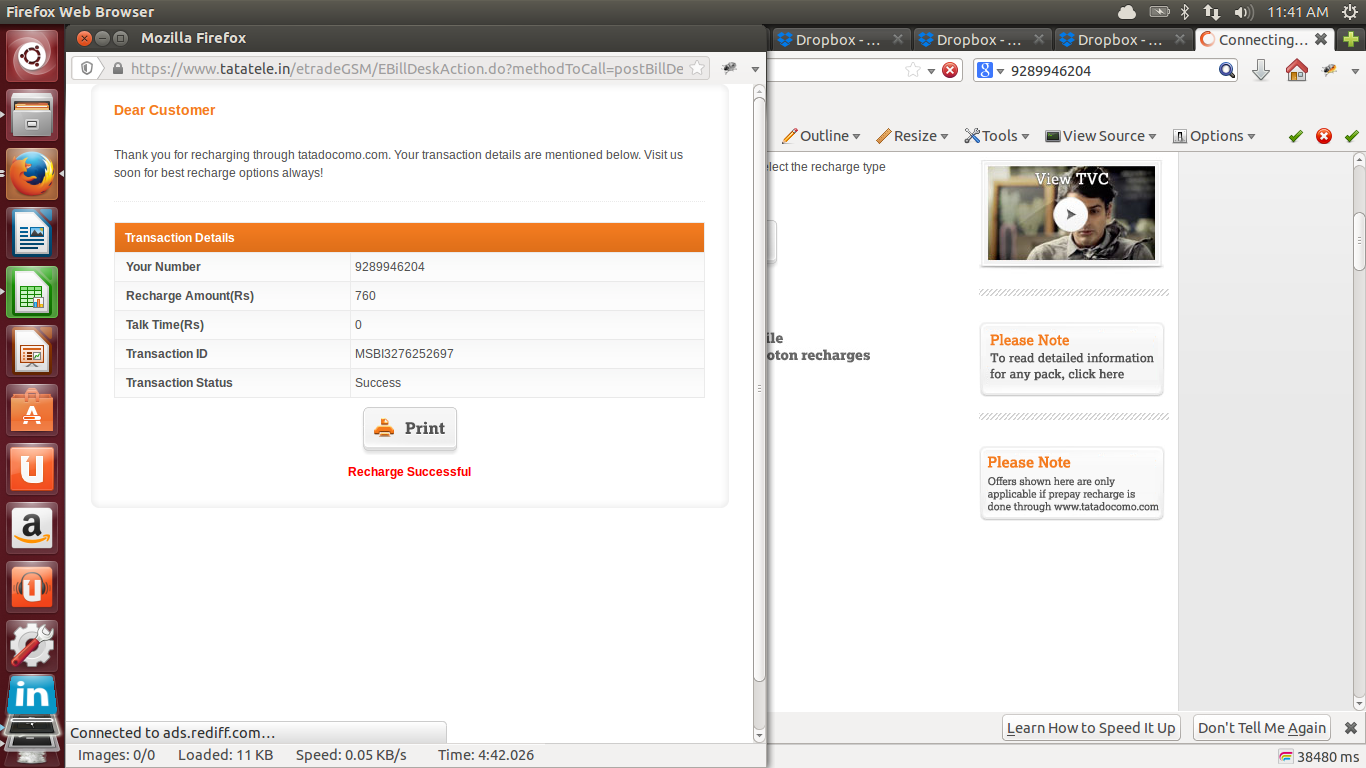 Firefox Web Browser
11:41 AM
Mozilla Firefox
Dropbox - ...
Dropbox - ...
Dropbox - ...
Connecting...
https://www.tatatele.in/etradeGSM/EBillDeskAction.do?methodToCall=postBillDe
9289946204
Outline
Resize
Tools
View Source
Options
Dear Customer
Thank you for recharging through tatadocomo.com. Your transaction details are mentioned below. Visit us
soon for best recharge options always!
Transaction Details
Your Number 9289946204
Recharge Amount(Rs) 760
Talk Time(Rs) 0
Transaction ID MSBI3276252697
Transaction Status Success
Print
Recharge Successful
the recharge type
View TVC
recharges
Please Note
To read detailed information
for any pack, click here
Please Note
Offers shown here are only
applicable if prepay recharge is
done through www.tatadocomo.com
Connected to ads.rediff.com...
Images: 0/0 Loaded: 11 KB Speed: 0.05 KB/s Time: 4:42.026
Learn How to Speed It Up
Don't Tell Me Again
38480 ms